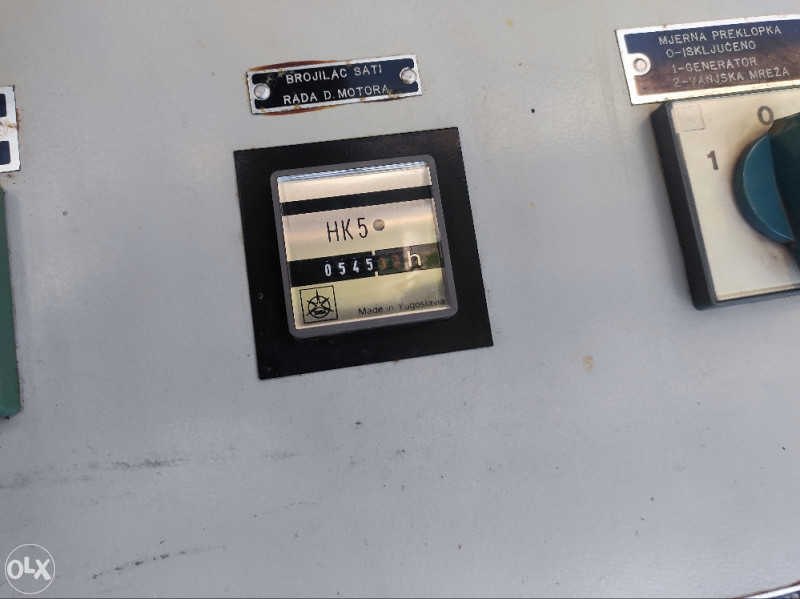 BROJILAC SATI
RADA D. MOTORA
MJERNA PREKLOPKA
0-ISKLJUČENO
1-GENERATOR
2-VANJSKA MREŽA
0
1
HK5
0545
h
Made in Yugoslavia
OLX